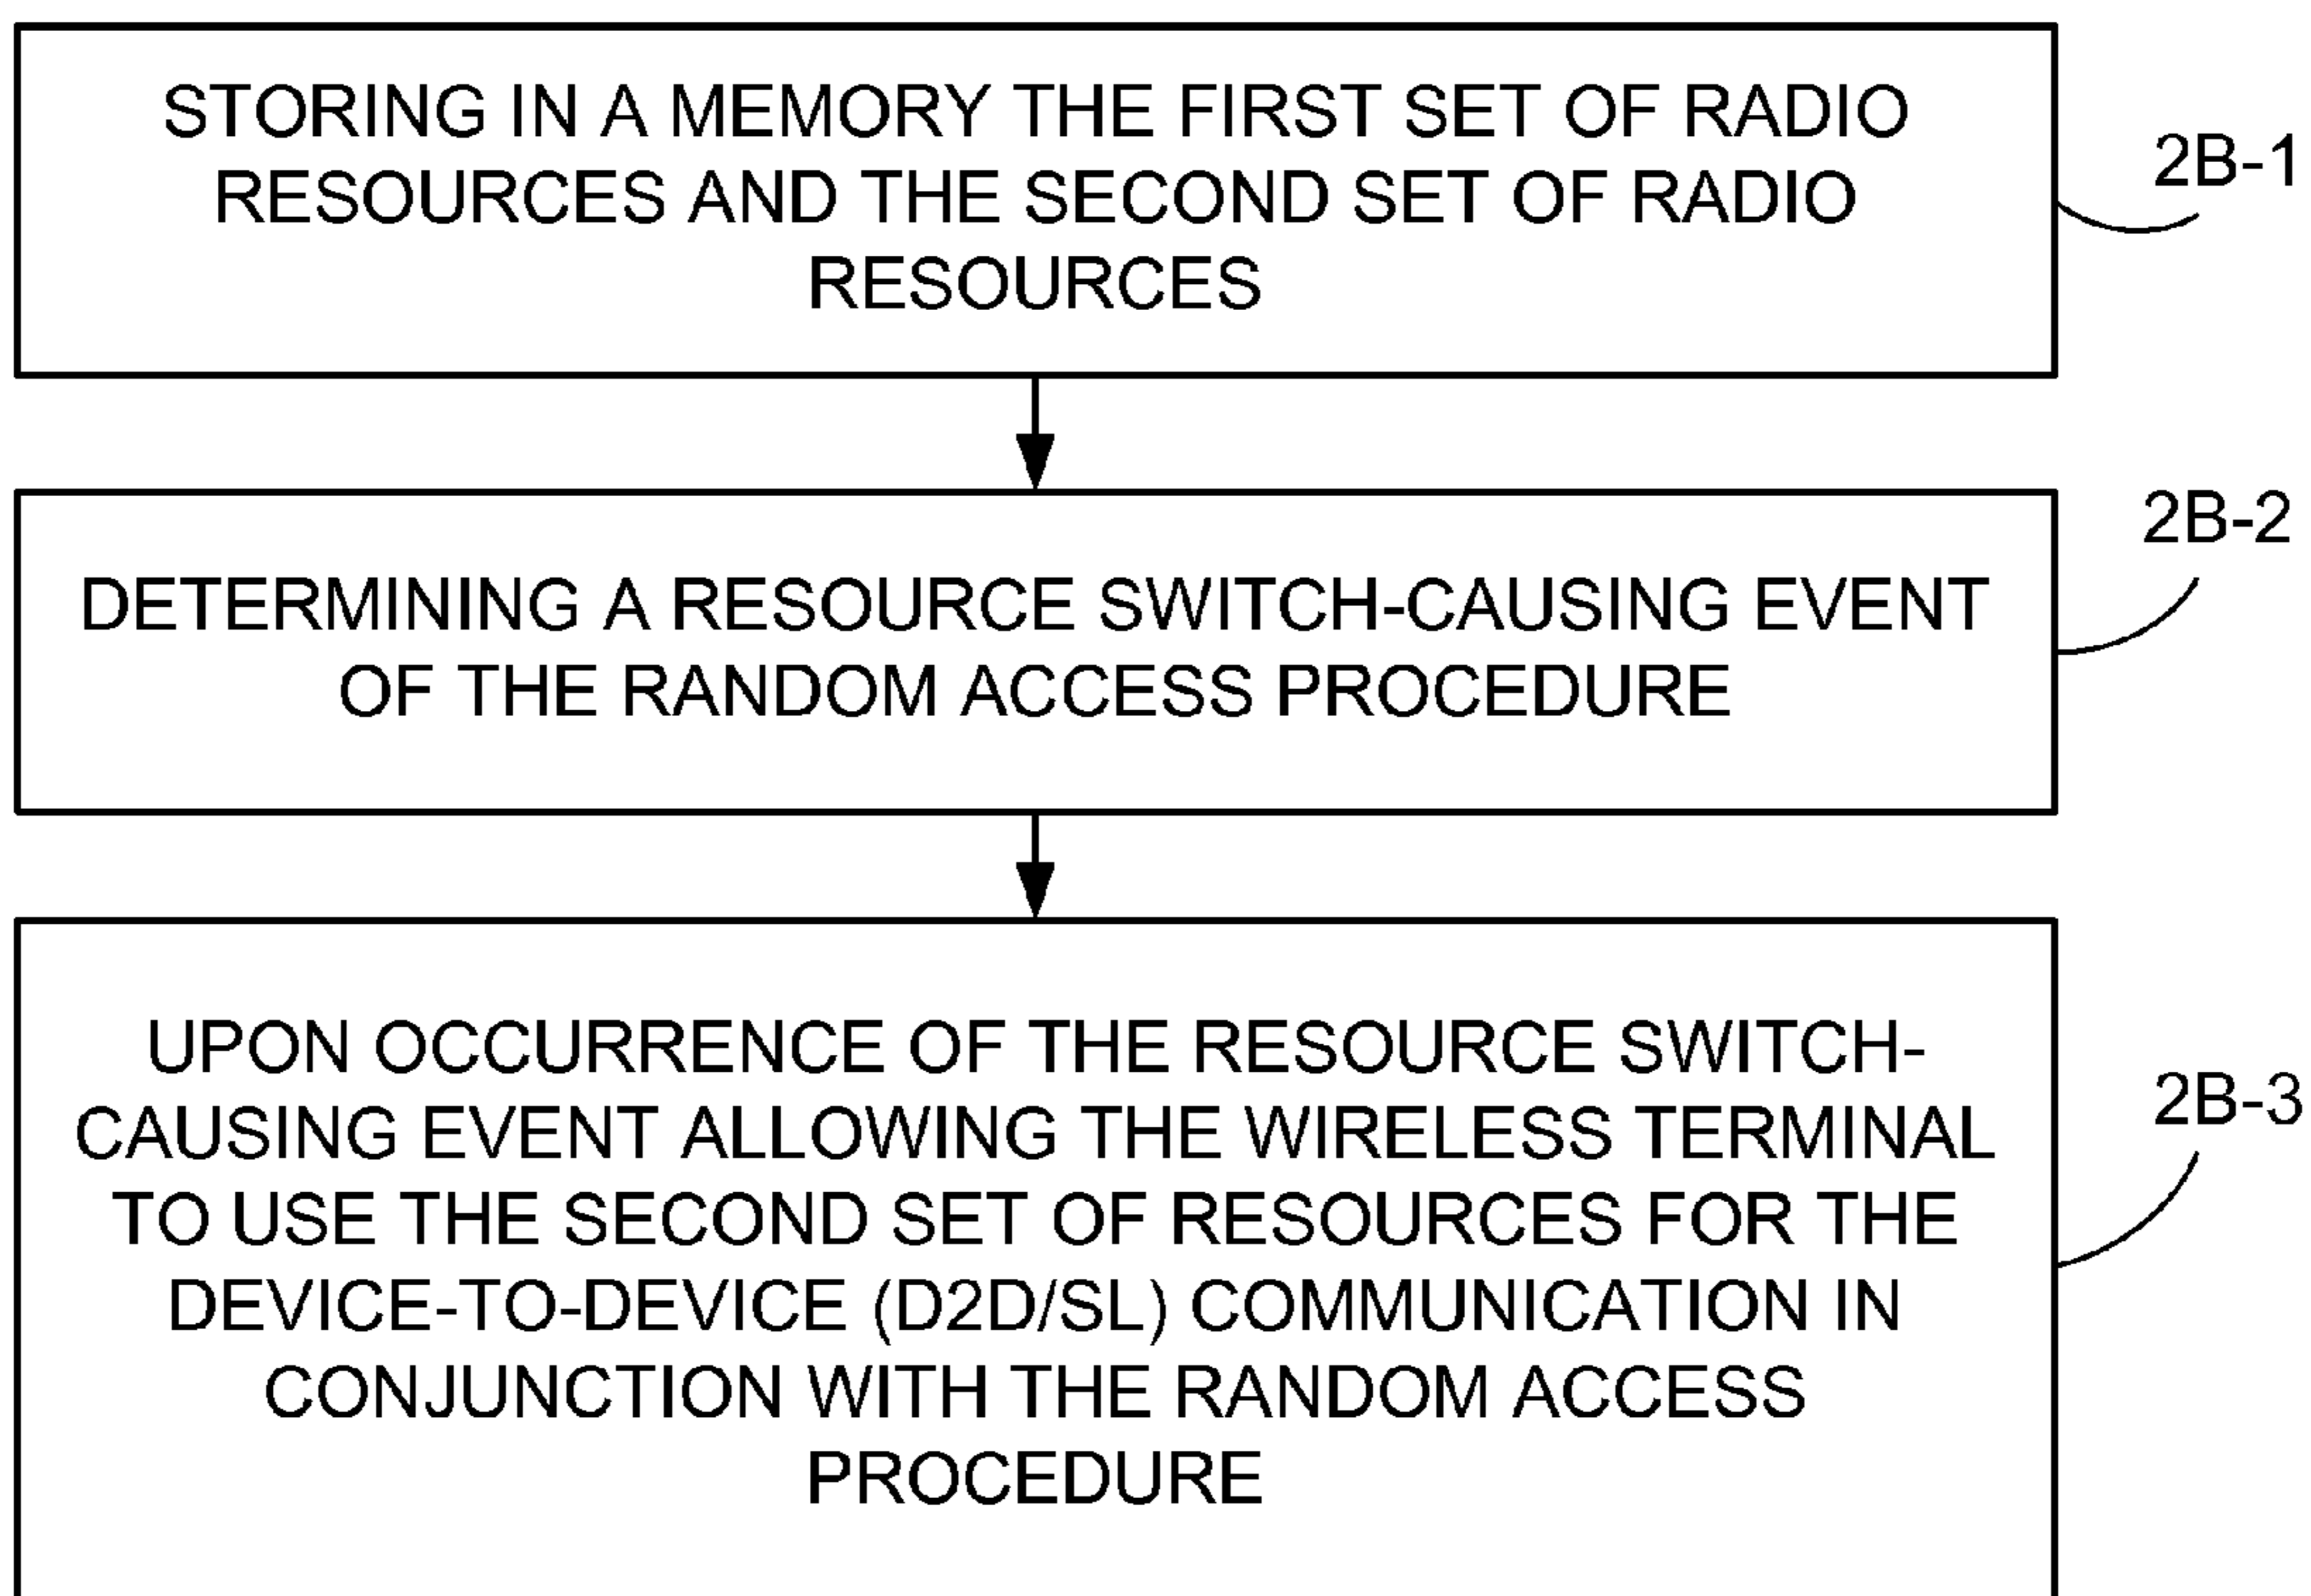 STORING IN A MEMORY THE FIRST SET OF RADIO
RESOURCES AND THE SECOND SET OF RADIO
RESOURCES
2B-1
DETERMINING A RESOURCE SWITCH-CAUSING EVENT
OF THE RANDOM ACCESS PROCEDURE
2B-2
UPON OCCURRENCE OF THE RESOURCE SWITCH-
CAUSING EVENT ALLOWING THE WIRELESS TERMINAL
TO USE THE SECOND SET OF RESOURCES FOR THE
DEVICE-TO-DEVICE (D2D/SL) COMMUNICATION IN
CONJUNCTION WITH THE RANDOM ACCESS
PROCEDURE
2B-3